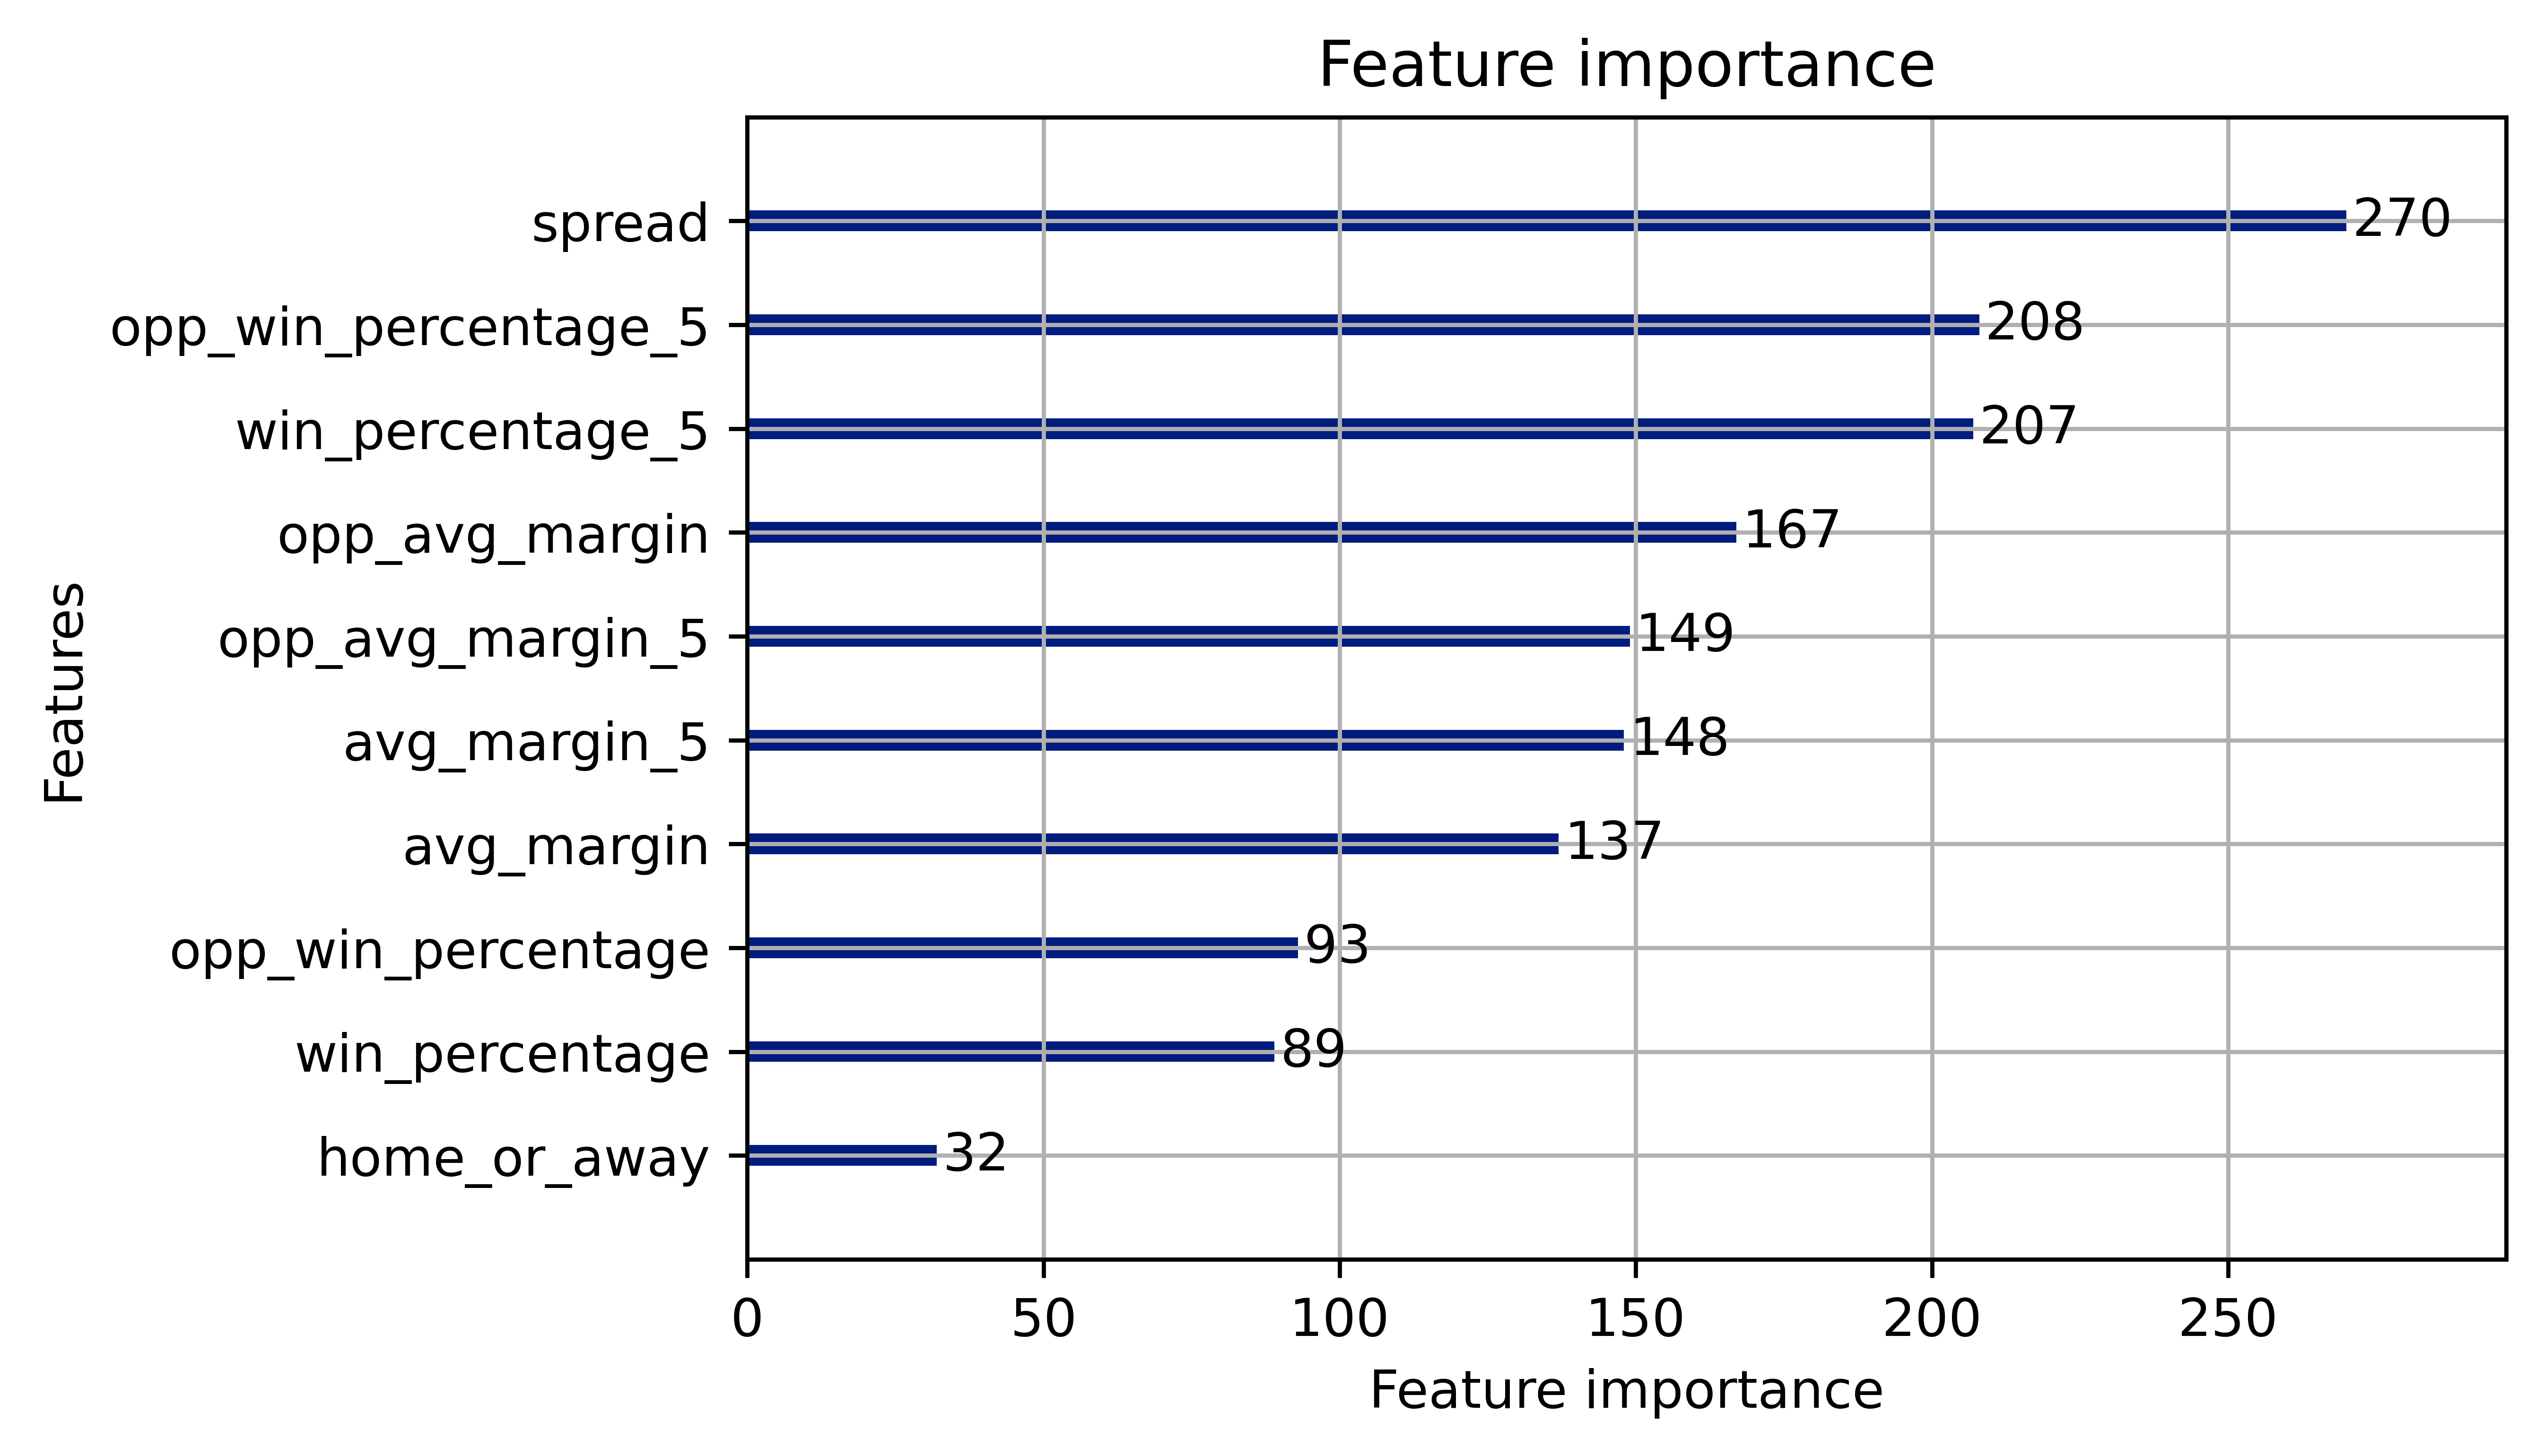 Feature importance
spread 270
opp_win_percentage_5 208
win_percentage_5 207
opp_avg_margin 167
opp_avg_margin_5 149
avg_margin_5 148
avg_margin 137
opp_win_percentage 93
win_percentage 89
home_or_away 32
Features
0 50 100 150 200 250
Feature importance